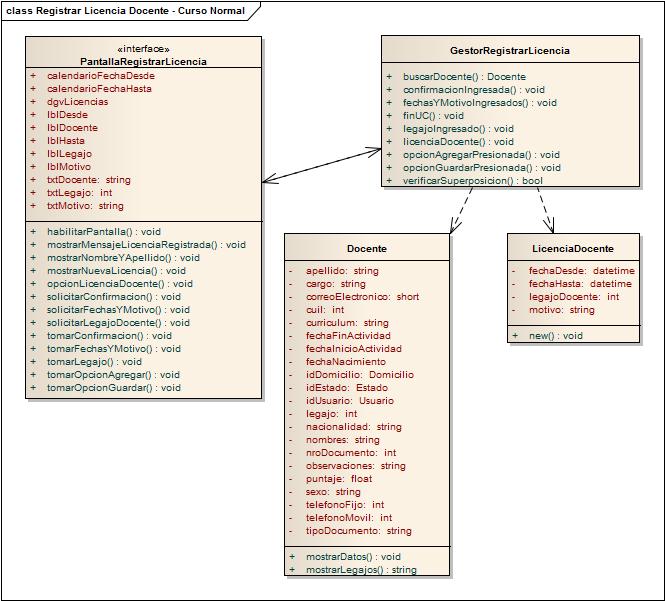 class Registrar Licencia Docente - Curso Normal
«interface»
PantallaRegistrarLicencia
+ calendarioFechaDesde
+ calendarioFechaHasta
+ dgvLicencias
+ lblDesde
+ lblDocente
+ lblHasta
+ lblLegajo
+ lblMotivo
+ txtDocente: string
+ txtLegajo: int
+ txtMotivo: string
+ habilitarPantalla() : void
+ mostrarMensajeLicenciaRegistrada() : void
+ mostrarNombreYApellido() : void
+ mostrarNuevaLicencia() : void
+ opcionLicenciaDocente() : void
+ solicitarConfirmacion() : void
+ solicitarFechasYMotivo() : void
+ solicitarLegajoDocente() : void
+ tomarConfirmacion() : void
+ tomarFechasYMotivo() : void
+ tomarLegajo() : void
+ tomarOpcionAgregar() : void
+ tomarOpcionGuardar() : void
GestorRegistrarLicencia
+ buscarDocente() : Docente
+ confirmacionIngresada() : void
+ fechasYMotivoIngresados() : void
+ finUC() : void
+ legajoIngresado() : void
+ licenciaDocente() : void
+ opcionAgregarPresionada() : void
+ opcionGuardarPresionada() : void
+ verificarSuperposicion() : bool
Docente
- apellido: string
- cargo: string
- correoElectronico: short
- cuil: int
- curriculum: string
- fechaFinActividad
- fechaInicioActividad
- fechaNacimiento
- idDomicilio: Domicilio
- idEstado: Estado
- idUsuario: Usuario
- legajo: int
- nacionalidad: string
- nombres: string
- nroDocumento: int
- observaciones: string
- puntaje: float
- sexo: string
- telefonoFijo: int
- telefonoMovil: int
- tipoDocumento: string
+ mostrarDatos() : void
+ mostrarLegajos() : string
LicenciaDocente
- fechaDesde: datetime
- fechaHasta: datetime
- legajoDocente: int
- motivo: string
+ new() : void